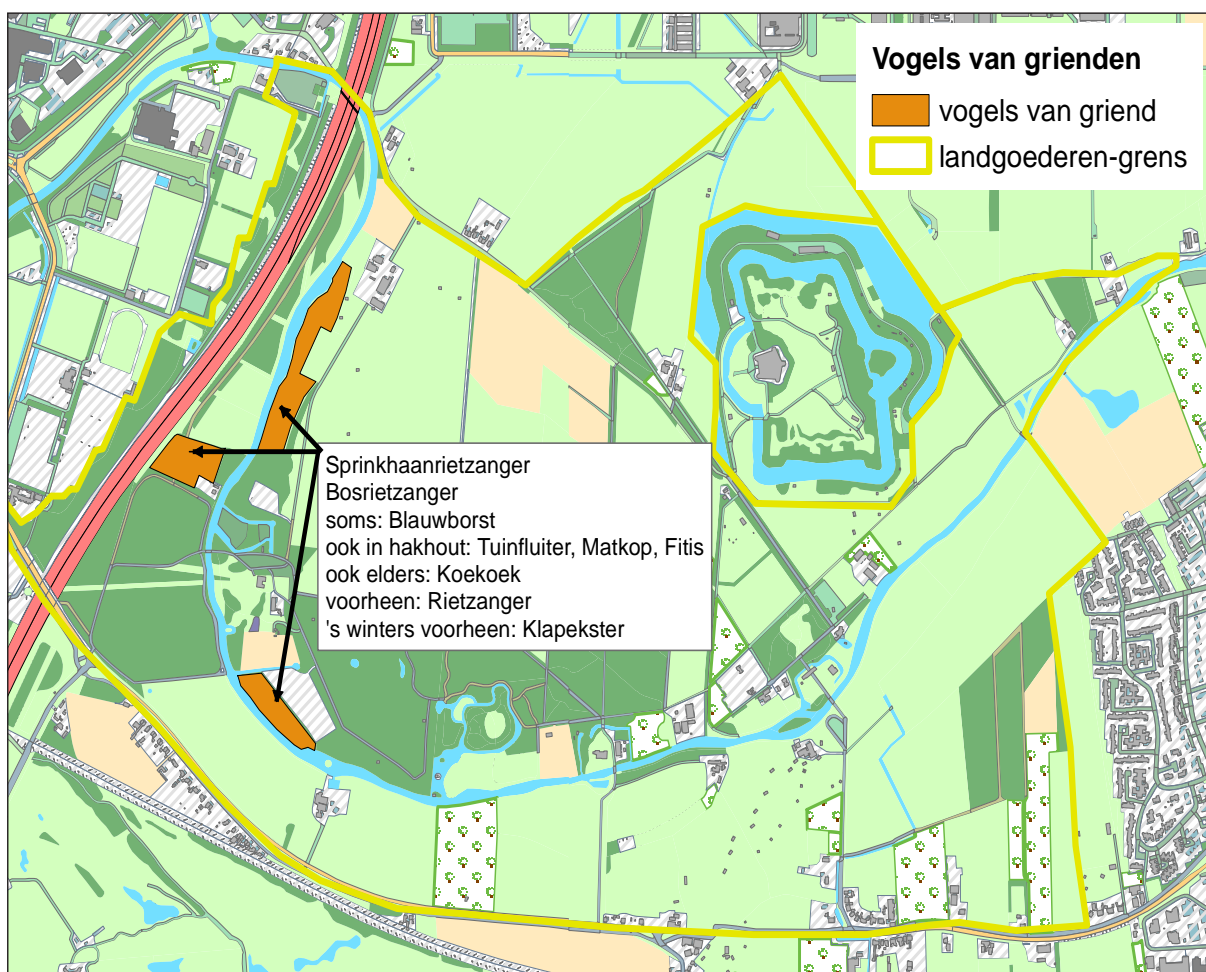 Vogels van grienden
vogels van griend
landgoederen-grens
Sprinkhaanrietzanger
Bosrietzanger
soms: Blauwborst
ook in hakhout: Tuinfluiter, Matkop, Fitis
ook elders: Koekoek
voorheen: Rietzanger
's winters voorheen: Klapekster